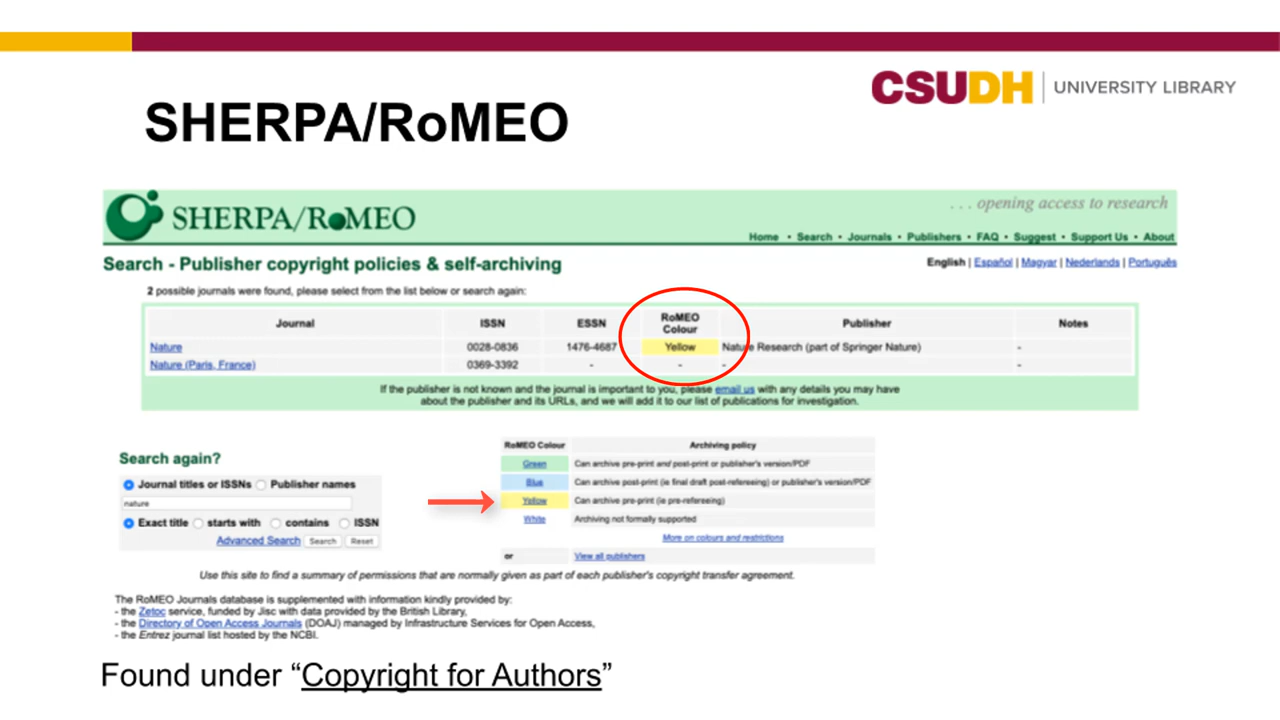 CSUDH UNIVERSITY LIBRARY
SHERPA/RoMEO
SHERPA/RoMEO
. . . opening access to research
Home • Search • Journals • Publishers • FAQ • Suggest • Support Us • About
Search - Publisher copyright policies & self-archiving
English | Español | Magyar | Nederlands | Português
2 possible journals were found, please select from the list below or search again:
Journal ISSN ESSN RoMEO Colour Publisher Notes
Nature 0028-0836 1476-4687 Yellow Nature Research (part of Springer Nature) -
Nature (Paris, France) 0369-3392 - - - -
If the publisher is not known and the journal is important to you, please email us with any details you may have
about the publisher and its URLs, and we will add it to our list of publications for investigation.
Search again?
Journal titles or ISSNs Publisher names
nature
Exact title starts with contains ISSN
Advanced Search Search Reset
RoMEO Colour Archiving policy
Green Can archive pre-print and post-print or publisher's version/PDF
Blue Can archive post-print (ie final draft post-refereeing) or publisher's version/PDF
Yellow Can archive pre-print (ie pre-refereeing)
White Archiving not formally supported
More on colours and restrictions
or View all publishers
Use this site to find a summary of permissions that are normally given as part of each publisher's copyright transfer agreement.
The RoMEO Journals database is supplemented with information kindly provided by:
- the Zetoc service, funded by Jisc with data provided by the British Library,
- the Directory of Open Access Journals (DOAJ) managed by Infrastructure Services for Open Access,
- the Entrez journal list hosted by the NCBI.
Found under “Copyright for Authors”